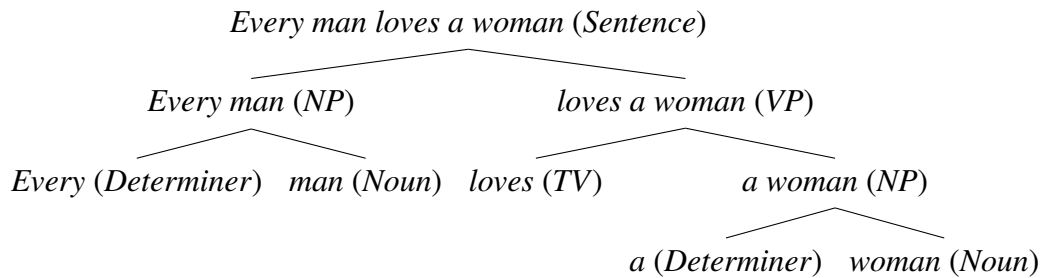 Every man loves a woman (Sentence)
Every man (NP) loves a woman (VP)
Every (Determiner) man (Noun) loves (TV) a woman (NP)
a (Determiner) woman (Noun)